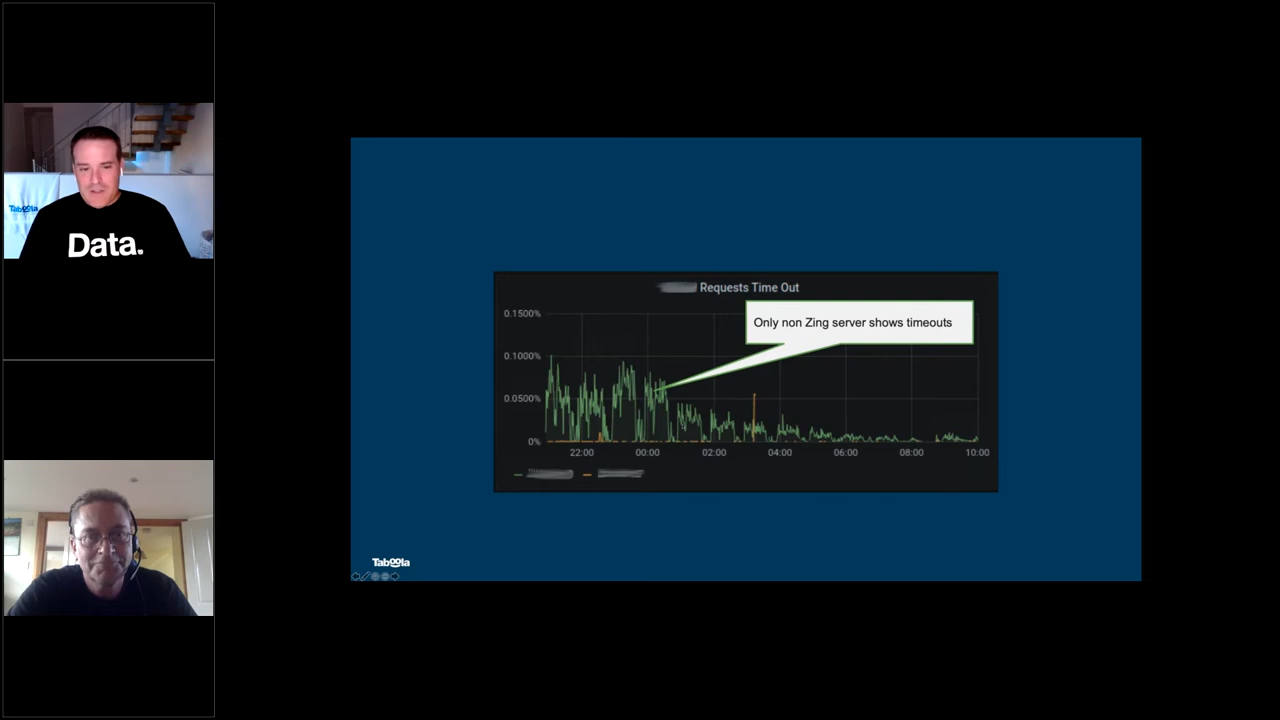 Taboola
Data.
Requests Time Out
Only non Zing server shows timeouts
0.1500%
0.1000%
0.0500%
0%
22:00 00:00 02:00 04:00 06:00 08:00 10:00
Taboola